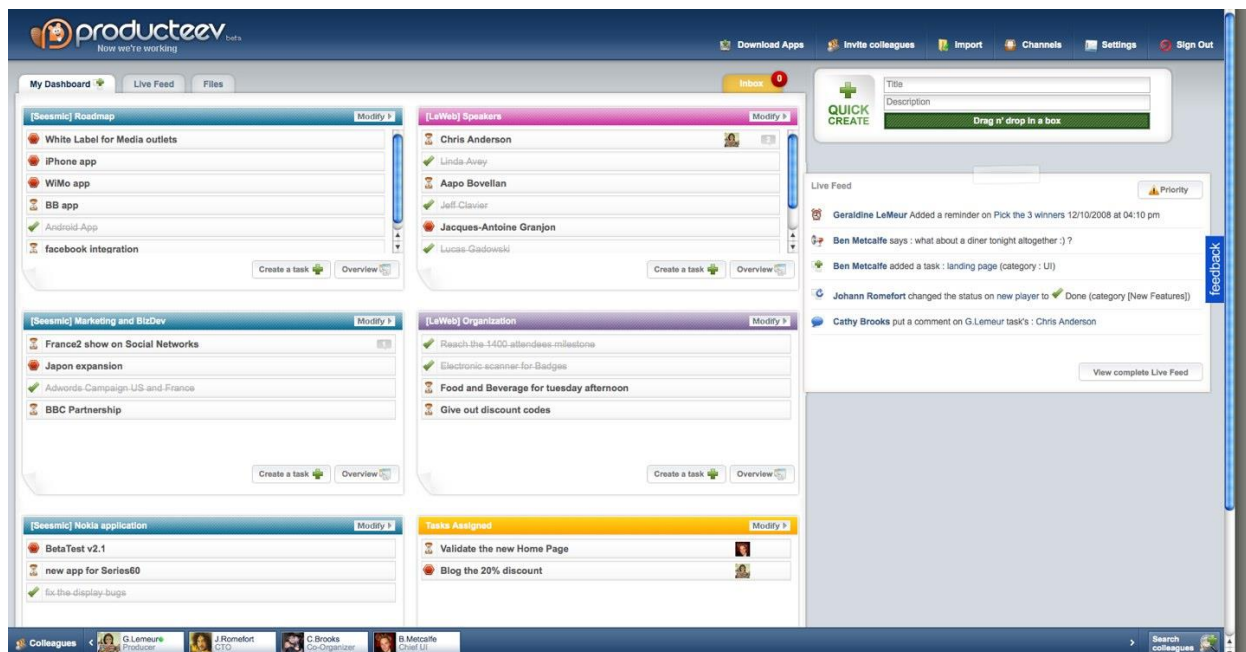 producteev beta
Now we're working
Download Apps
Invite colleagues
Import
Channels
Settings
Sign Out
My Dashboard
Live Feed
Files
Inbox 0
[Seesmic] Roadmap
Modify
White Label for Media outlets
iPhone app
WiMo app
BB app
Android App
facebook integration
Create a task
Overview
[LeWeb] Speakers
Modify
Chris Anderson
Linda Avey
Aapo Bovellan
Jeff Clavier
Jacques-Antoine Granjon
Lucas Gadowski
Create a task
Overview
[Seesmic] Marketing and BizDev
Modify
France2 show on Social Networks
Japon expansion
Adwords Campaign US and France
BBC Partnership
Create a task
Overview
[LeWeb] Organization
Modify
Reach the 1400 attendees milestone
Electronic scanner for Badges
Food and Beverage for tuesday afternoon
Give out discount codes
Create a task
Overview
[Seesmic] Nokia application
Modify
BetaTest v2.1
new app for Series60
fix the display bugs
Tasks Assigned
Modify
Validate the new Home Page
Blog the 20% discount
QUICK
CREATE
Title
Description
Drag n' drop in a box
Live Feed
Priority
Geraldine LeMeur Added a reminder on Pick the 3 winners 12/10/2008 at 04:10 pm
Ben Metcalfe says : what about a diner tonight altogether :) ?
Ben Metcalfe added a task : landing page (category : UI)
Johann Romefort changed the status on new player to Done (category [New Features])
Cathy Brooks put a comment on G.Lemeur task's : Chris Anderson
View complete Live Feed
feedback
Colleagues
G.Lemeur
Producer
J.Romefort
CTO
C.Brooks
Co-Organizer
B.Metcalfe
Chief UI
Search
colleagues